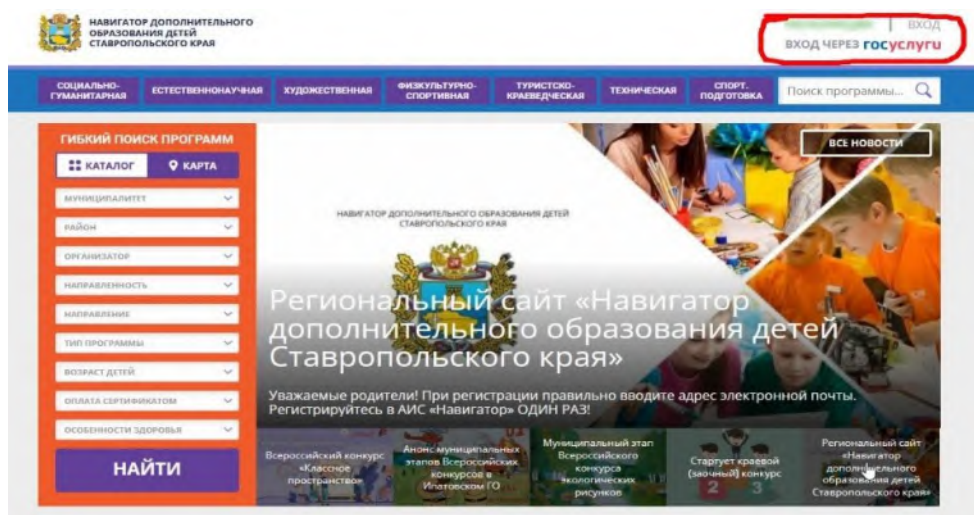 НАВИГАТОР ДОПОЛНИТЕЛЬНОГО
ОБРАЗОВАНИЯ ДЕТЕЙ
СТАВРОПОЛЬСКОГО КРАЯ
ВХОД
ВХОД ЧЕРЕЗ госуслуги
СОЦИАЛЬНО-
ГУМАНИТАРНАЯ
ЕСТЕСТВЕННОНАУЧНАЯ
ХУДОЖЕСТВЕННАЯ
ФИЗКУЛЬТУРНО-
СПОРТИВНАЯ
ТУРИСТСКО-
КРАЕВЕДЧЕСКАЯ
ТЕХНИЧЕСКАЯ
СПОРТ.
ПОДГОТОВКА
Поиск программы...
ГИБКИЙ ПОИСК ПРОГРАММ
КАТАЛОГ
КАРТА
МУНИЦИПАЛИТЕТ
РАЙОН
ОРГАНИЗАТОР
НАПРАВЛЕННОСТЬ
НАПРАВЛЕНИЕ
ТИП ПРОГРАММЫ
ВОЗРАСТ ДЕТЕЙ
ОПЛАТА СЕРТИФИКАТОМ
ОСОБЕННОСТИ ЗДОРОВЬЯ
НАЙТИ
ВСЕ НОВОСТИ
НАВИГАТОР ДОПОЛНИТЕЛЬНОГО ОБРАЗОВАНИЯ ДЕТЕЙ
СТАВРОПОЛЬСКОГО КРАЯ
Региональный сайт «Навигатор
дополнительного образования детей
Ставропольского края»
Уважаемые родители! При регистрации правильно вводите адрес электронной почты.
Регистрируйтесь в АИС «Навигатор» ОДИН РАЗ!
Всероссийский конкурс
«Классное
пространство»
Анонс муниципальных
этапов Всероссийских
конкурсов в
Ипатовском ГО
Муниципальный этап
Всероссийского
конкурса
экологических
рисунков
Стартует краевой
(заочный) конкурс
2 3
Региональный сайт
«Навигатор
дополнительного
образования детей
Ставропольского края»